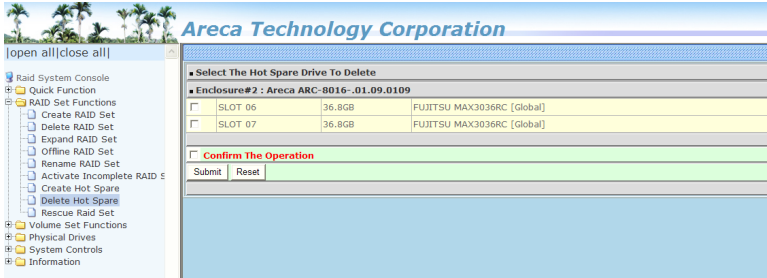 Areca Technology Corporation
|open all|close all|
Raid System Console
Quick Function
RAID Set Functions
Create RAID Set
Delete RAID Set
Expand RAID Set
Offline RAID Set
Rename RAID Set
Activate Incomplete RAID S
Create Hot Spare
Delete Hot Spare
Rescue Raid Set
Volume Set Functions
Physical Drives
System Controls
Information
Select The Hot Spare Drive To Delete
Enclosure#2 : Areca ARC-8016-.01.09.0109
SLOT 06 36.8GB FUJITSU MAX3036RC [Global]
SLOT 07 36.8GB FUJITSU MAX3036RC [Global]
Confirm The Operation
Submit Reset